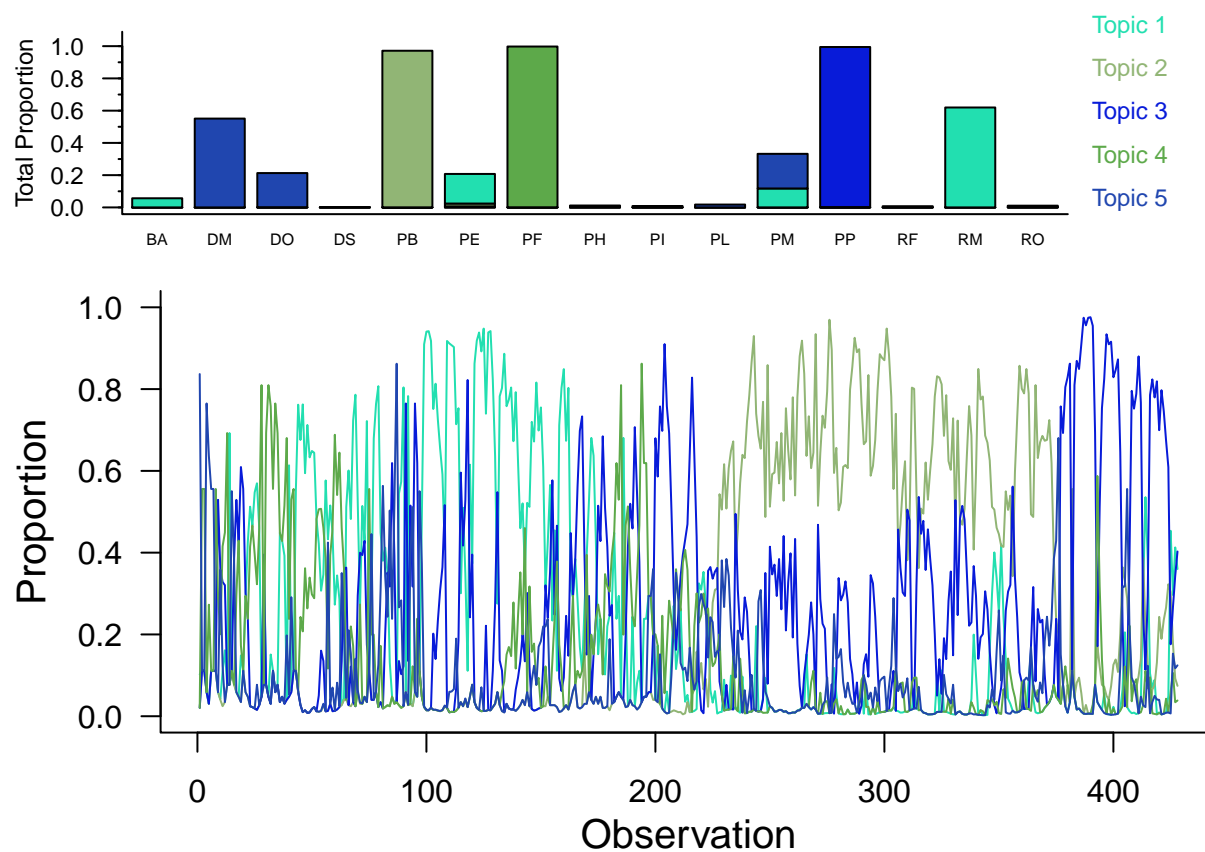 Total Proportion
1.0
0.8
0.6
0.4
0.2
0.0
BA DM DO DS PB PE PF PH PI PL PM PP RF RM RO
Topic 1
Topic 2
Topic 3
Topic 4
Topic 5
Proportion
1.0
0.8
0.6
0.4
0.2
0.0
0 100 200 300 400
Observation